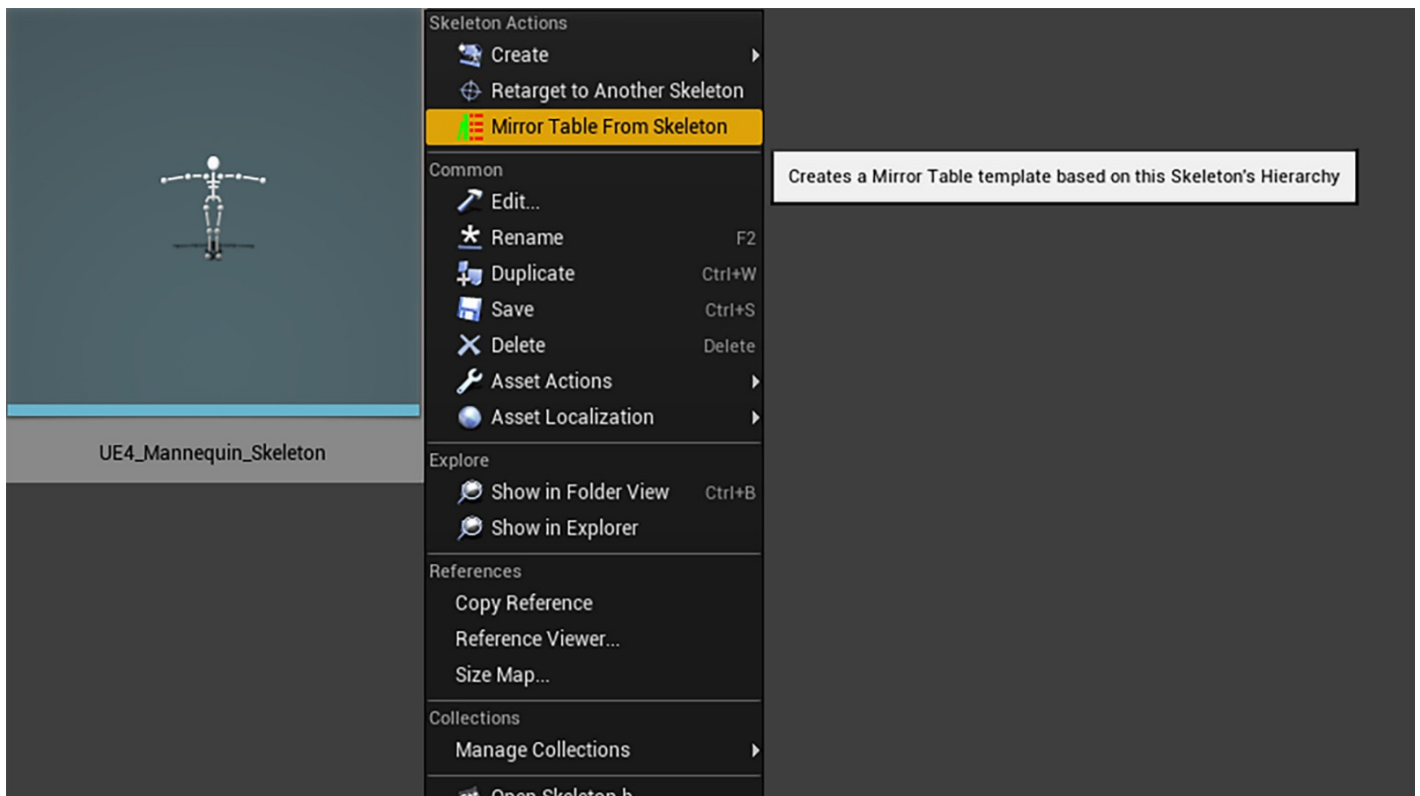 Skeleton Actions
Create
Retarget to Another Skeleton
Mirror Table From Skeleton
Common
Creates a Mirror Table template based on this Skeleton's Hierarchy
Edit...
Rename F2
Duplicate Ctrl+W
Save Ctrl+S
Delete Delete
Asset Actions
Asset Localization
UE4_Mannequin_Skeleton
Explore
Show in Folder View Ctrl+B
Show in Explorer
References
Copy Reference
Reference Viewer...
Size Map...
Collections
Manage Collections
Open Skeleton